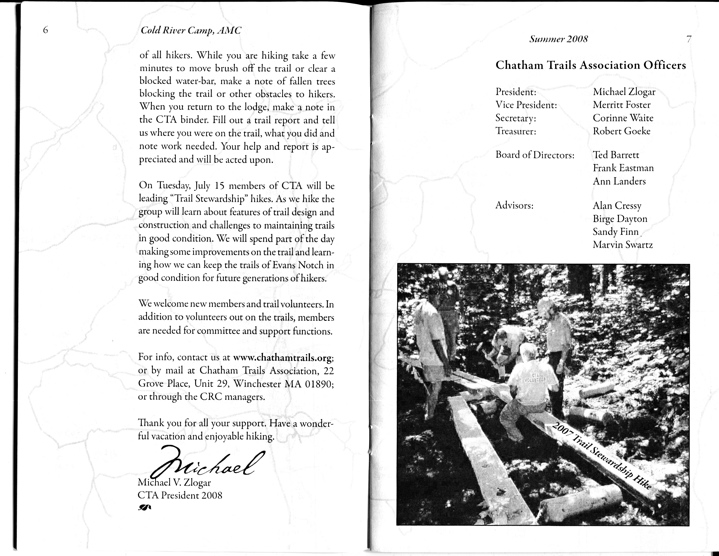 6
Cold River Camp, AMC
of all hikers. While you are hiking take a few
minutes to move brush off the trail or clear a
blocked water-bar, make a note of fallen trees
blocking the trail or other obstacles to hikers.
When you return to the lodge, make a note in
the CTA binder. Fill out a trail report and tell
us where you were on the trail, what you did and
note work needed. Your help and report is ap-
preciated and will be acted upon.
On Tuesday, July 15 members of CTA will be
leading "Trail Stewardship" hikes. As we hike the
group will learn about features of trail design and
construction and challenges to maintaining trails
in good condition. We will spend part of the day
making some improvements on the trail and learn-
ing how we can keep the trails of Evans Notch in
good condition for future generations of hikers.
We welcome new members and trail volunteers. In
addition to volunteers out on the trails, members
are needed for committee and support functions.
For info, contact us at www.chathamtrails.org;
or by mail at Chatham Trails Association, 22
Grove Place, Unit 29, Winchester MA 01890;
or through the CRC managers.
Thank you for all your support. Have a wonder-
ful vacation and enjoyable hiking.
Michael
Michael V. Zlogar
CTA President 2008
Summer 2008
7
Chatham Trails Association Officers
President: Michael Zlogar
Vice President: Merritt Foster
Secretary: Corinne Waite
Treasurer: Robert Goeke
Board of Directors: Ted Barrett
Frank Eastman
Ann Landers
Advisors: Alan Cressy
Birge Dayton
Sandy Finn
Marvin Swartz
2007 Trail Stewardship Hike